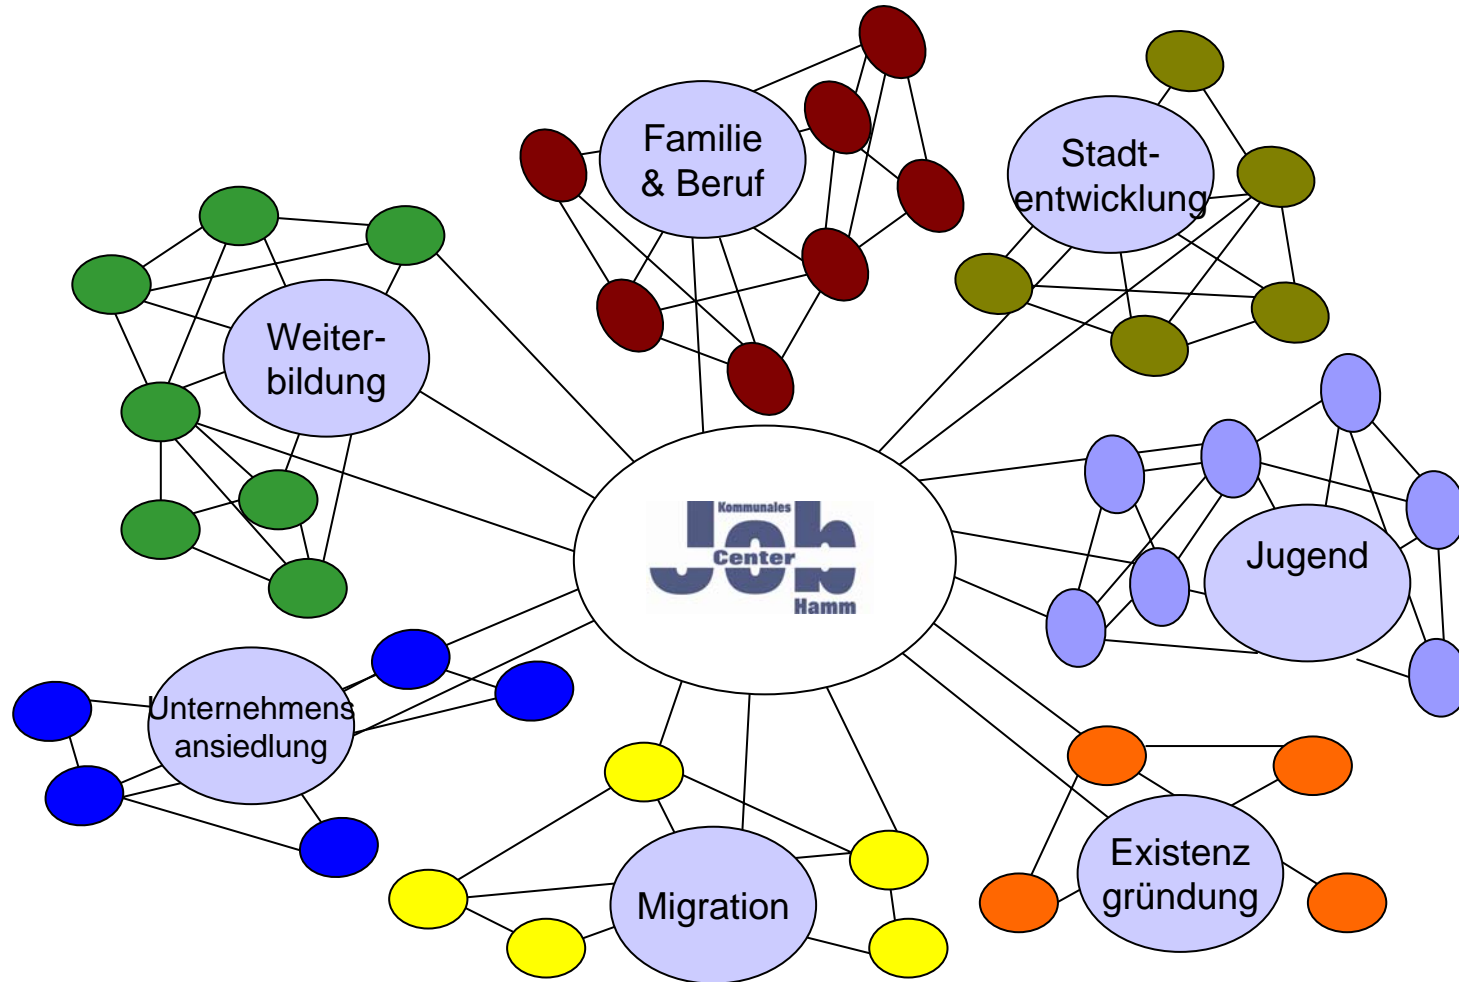 Familie
& Beruf
Stadt-
entwicklung
Weiter-
bildung
Kommunales
Job
Center
Hamm
Jugend
Unternehmens
ansiedlung
Migration
Existenz
gründung